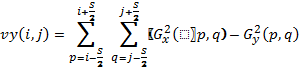 vy(i,j) = \sum_{p=i-\frac{S}{2}}^{i+\frac{S}{2}} \sum_{q=j-\frac{S}{2}}^{j+\frac{S}{2}} 〖G_x^2(⬚)p,q) − G_y^2(p,q)